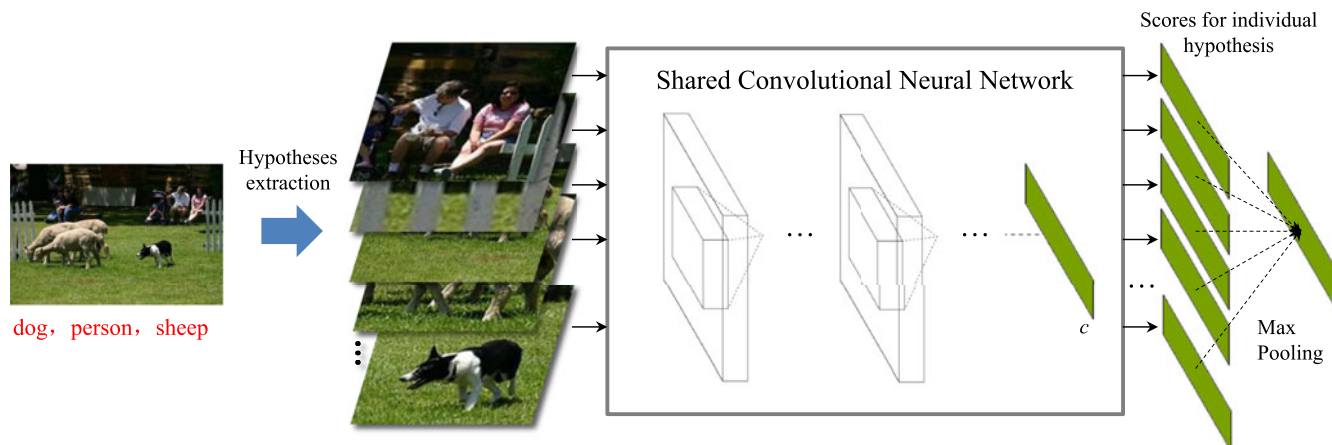 dog，person，sheep
Hypotheses
extraction
Shared Convolutional Neural Network
c
Scores for individual
hypothesis
Max
Pooling